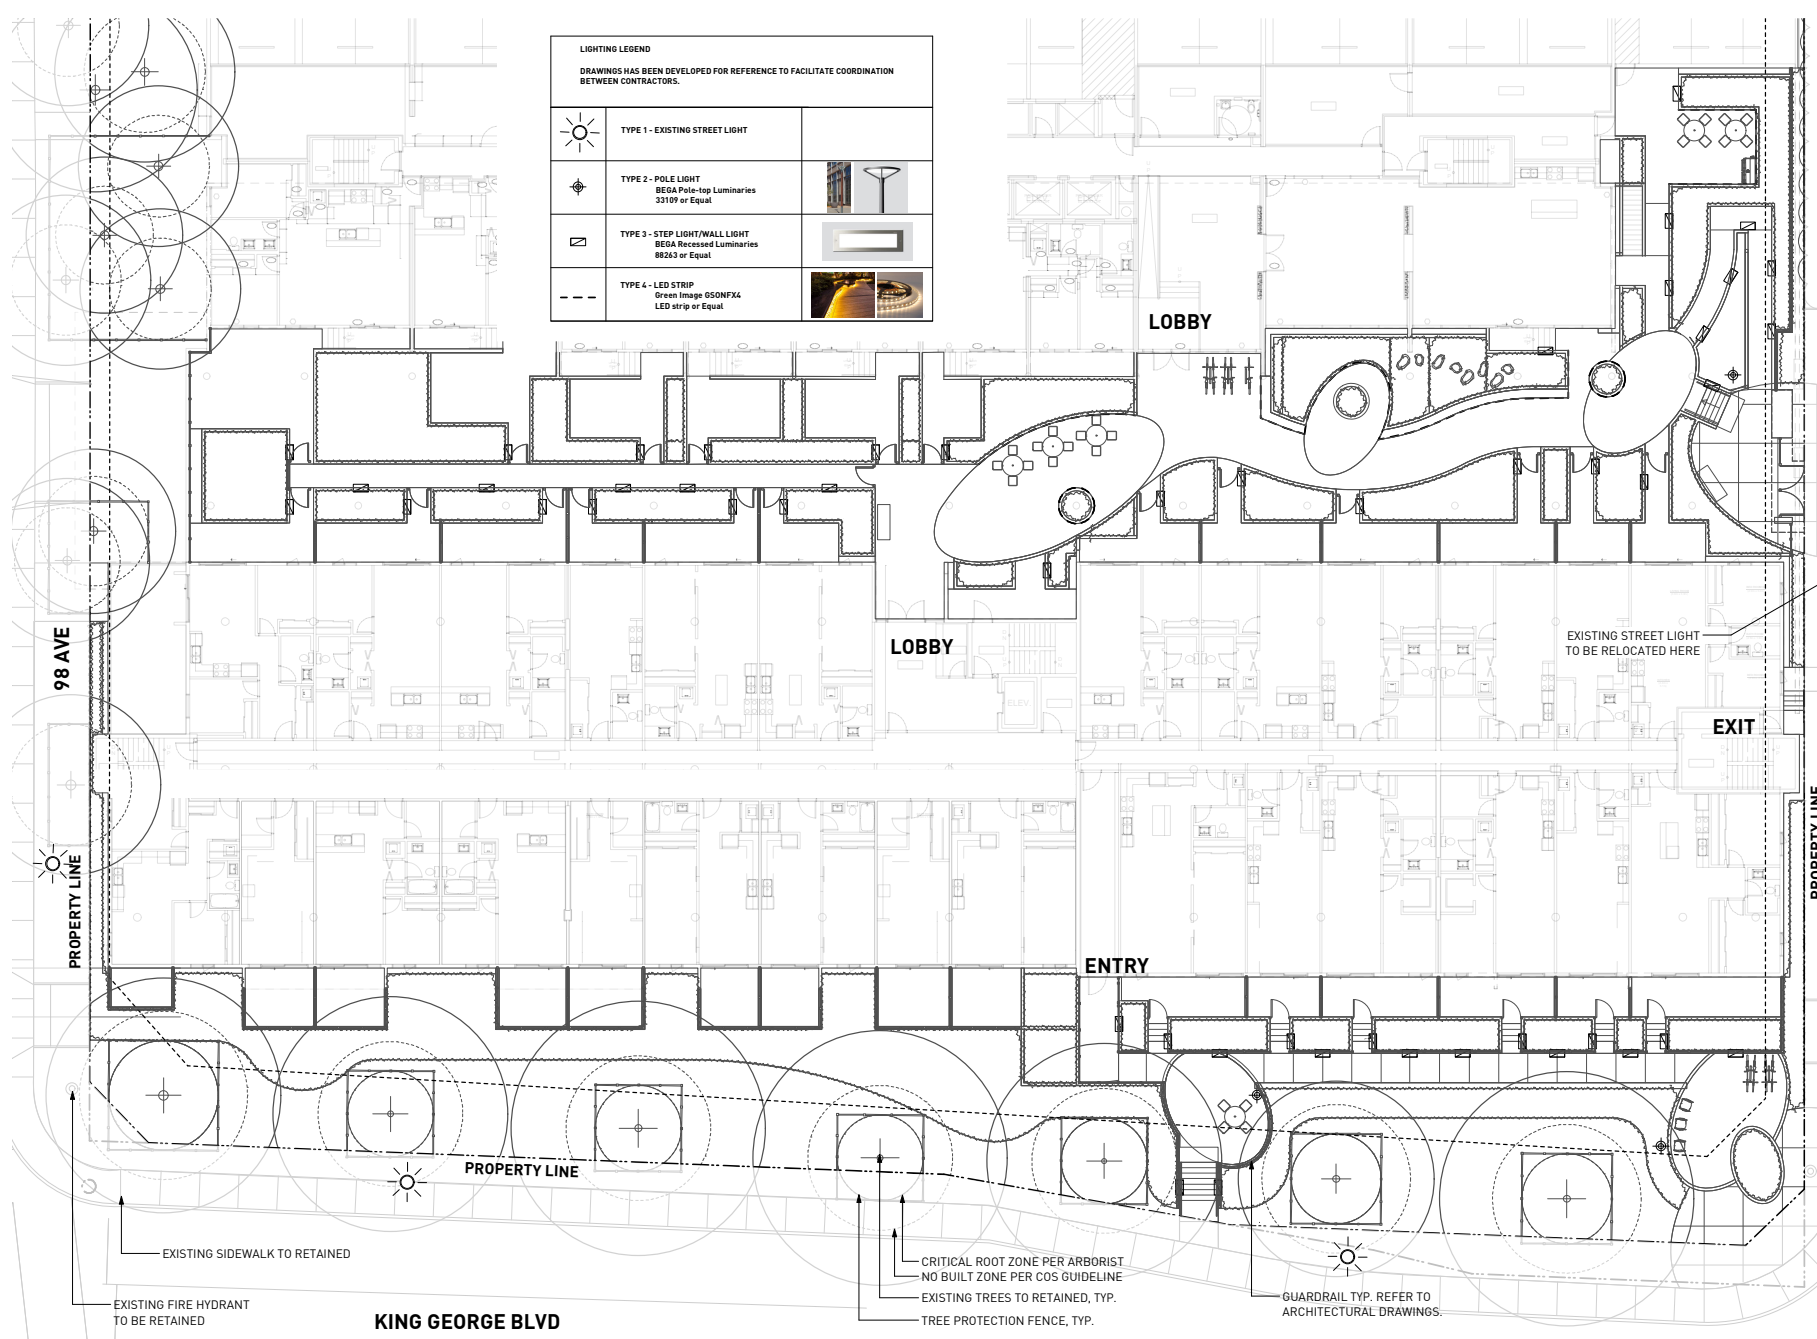 LIGHTING LEGEND
DRAWINGS HAS BEEN DEVELOPED FOR REFERENCE TO FACILITATE COORDINATION
BETWEEN CONTRACTORS.
TYPE 1 - EXISTING STREET LIGHT
TYPE 2 - POLE LIGHT
BEGA Pole-top Luminaries
33109 or Equal
TYPE 3 - STEP LIGHT/WALL LIGHT
BEGA Recessed Luminaries
88263 or Equal
TYPE 4 - LED STRIP
Green Image GSONFX4
LED strip or Equal
LOBBY
LOBBY
98 AVE
EXISTING STREET LIGHT
TO BE RELOCATED HERE
ELEV.
EXIT
PROPERTY LINE
PROPERTY LINE
ENTRY
PROPERTY LINE
EXISTING SIDEWALK TO RETAINED
CRITICAL ROOT ZONE PER ARBORIST
NO BUILT ZONE PER COS GUIDELINE
EXISTING TREES TO RETAINED, TYP.
TREE PROTECTION FENCE, TYP.
GUARDRAIL TYP. REFER TO
ARCHITECTURAL DRAWINGS.
EXISTING FIRE HYDRANT
TO BE RETAINED
KING GEORGE BLVD